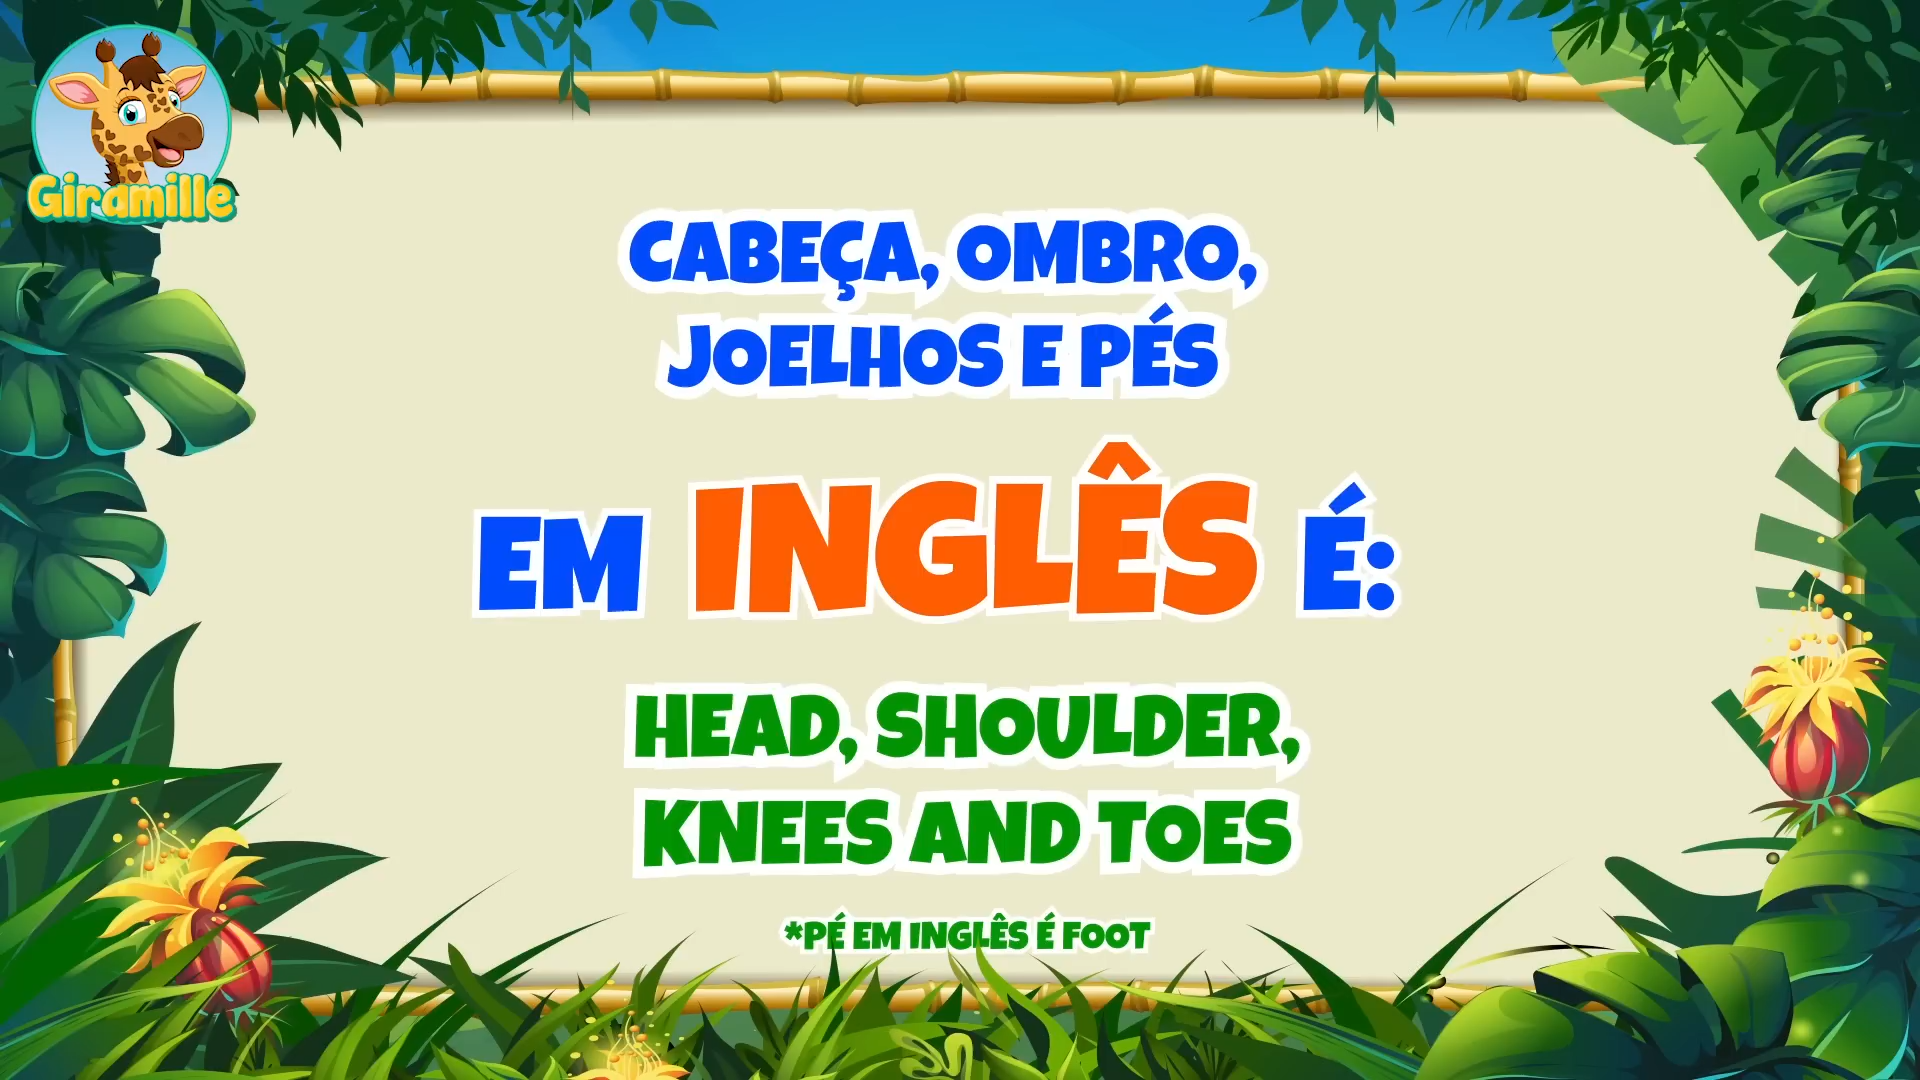 Giramille
CABEÇA, OMBRO,
JOELHOS E PÉS
EM INGLÊS É:
HEAD, SHOULDER,
KNEES AND TOES
*PÉ EM INGLÊS É FOOT